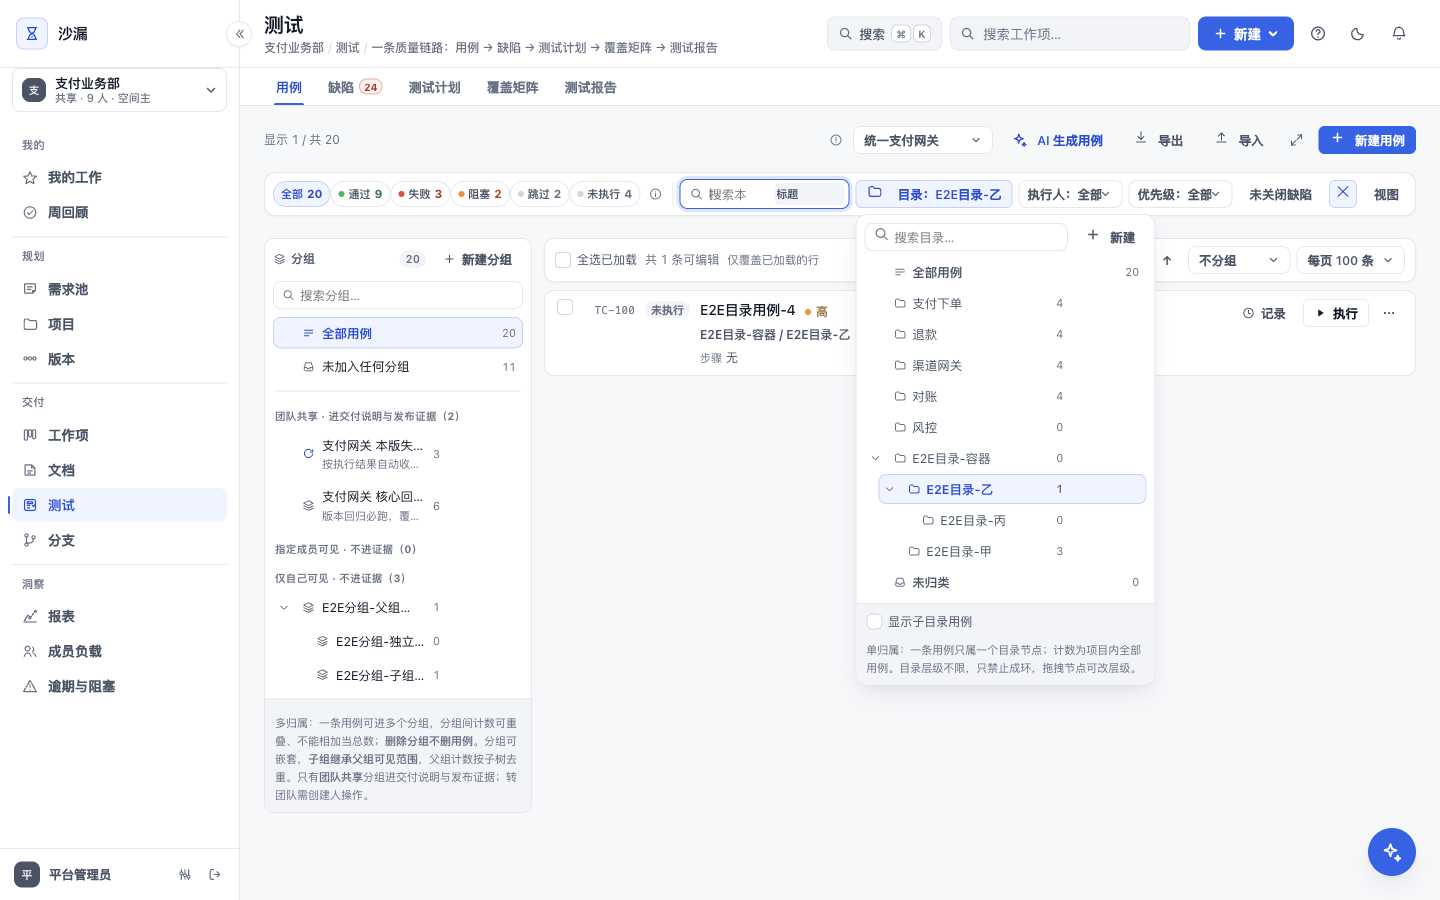 沙漏
测试
支付业务部 / 测试 / 一条质量链路：用例 → 缺陷 → 测试计划 → 覆盖矩阵 → 测试报告
搜索 ⌘ K
搜索工作项...
新建
支 支付业务部
共享 · 9 人 · 空间主
我的
我的工作
周回顾
规划
需求池
项目
版本
交付
工作项
文档
测试
分支
洞察
报表
成员负载
逾期与阻塞
平 平台管理员
用例 缺陷 24 测试计划 覆盖矩阵 测试报告
显示 1 / 共 20
统一支付网关
AI 生成用例
导出
导入
新建用例
全部 20 通过 9 失败 3 阻塞 2 跳过 2 未执行 4
搜索本 标题
目录：E2E目录-乙
执行人：全部
优先级：全部
未关闭缺陷
视图
分组 20 新建分组
搜索分组...
全部用例 20
未加入任何分组 11
团队共享 · 进交付说明与发布证据（2）
支付网关 本版失... 3
按执行结果自动收...
支付网关 核心回... 6
版本回归必跑，覆...
指定成员可见 · 不进证据（0）
仅自己可见 · 不进证据（3）
E2E分组-父组... 1
E2E分组-独立... 0
E2E分组-子组... 1
多归属：一条用例可进多个分组，分组间计数可重
叠、不能相加当总数；删除分组不删用例。分组可
嵌套，子组继承父组可见范围，父组计数按子树去
重。只有团队共享分组进交付说明与发布证据；转
团队需创建人操作。
全选已加载 共 1 条可编辑 仅覆盖已加载的行
不分组
每页 100 条
TC-100 未执行 E2E目录用例-4 高
E2E目录-容器 / E2E目录-乙
步骤 无
记录
执行
搜索目录...
新建
全部用例 20
支付下单 4
退款 4
渠道网关 4
对账 4
风控 0
E2E目录-容器 0
E2E目录-乙 1
E2E目录-丙 0
E2E目录-甲 3
未归类 0
显示子目录用例
单归属：一条用例只属一个目录节点；计数为项目内全部
用例。目录层级不限，只禁止成环，拖拽节点可改层级。